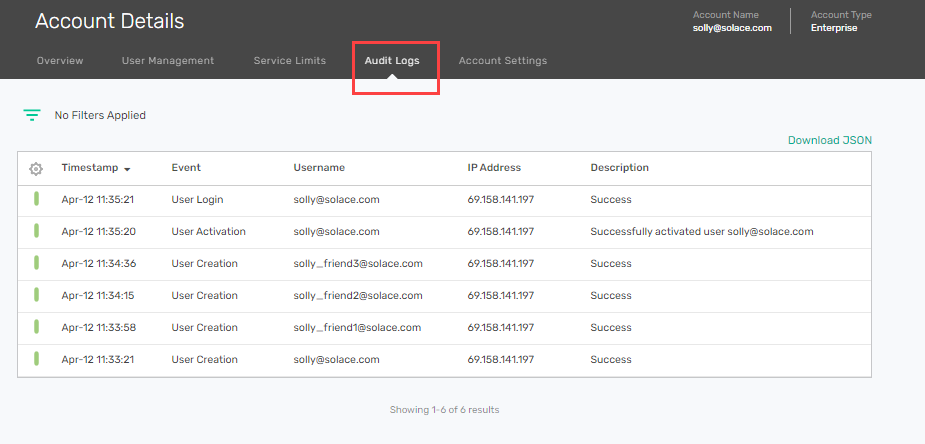 Account Details
Account Name
solly@solace.com
Account Type
Enterprise
Overview User Management Service Limits Audit Logs Account Settings
No Filters Applied
Download JSON
Timestamp Event Username IP Address Description
Apr-12 11:35:21 User Login solly@solace.com 69.158.141.197 Success
Apr-12 11:35:20 User Activation solly@solace.com 69.158.141.197 Successfully activated user solly@solace.com
Apr-12 11:34:36 User Creation solly_friend3@solace.com 69.158.141.197 Success
Apr-12 11:34:15 User Creation solly_friend2@solace.com 69.158.141.197 Success
Apr-12 11:33:58 User Creation solly_friend1@solace.com 69.158.141.197 Success
Apr-12 11:33:21 User Creation solly@solace.com 69.158.141.197 Success
Showing 1-6 of 6 results